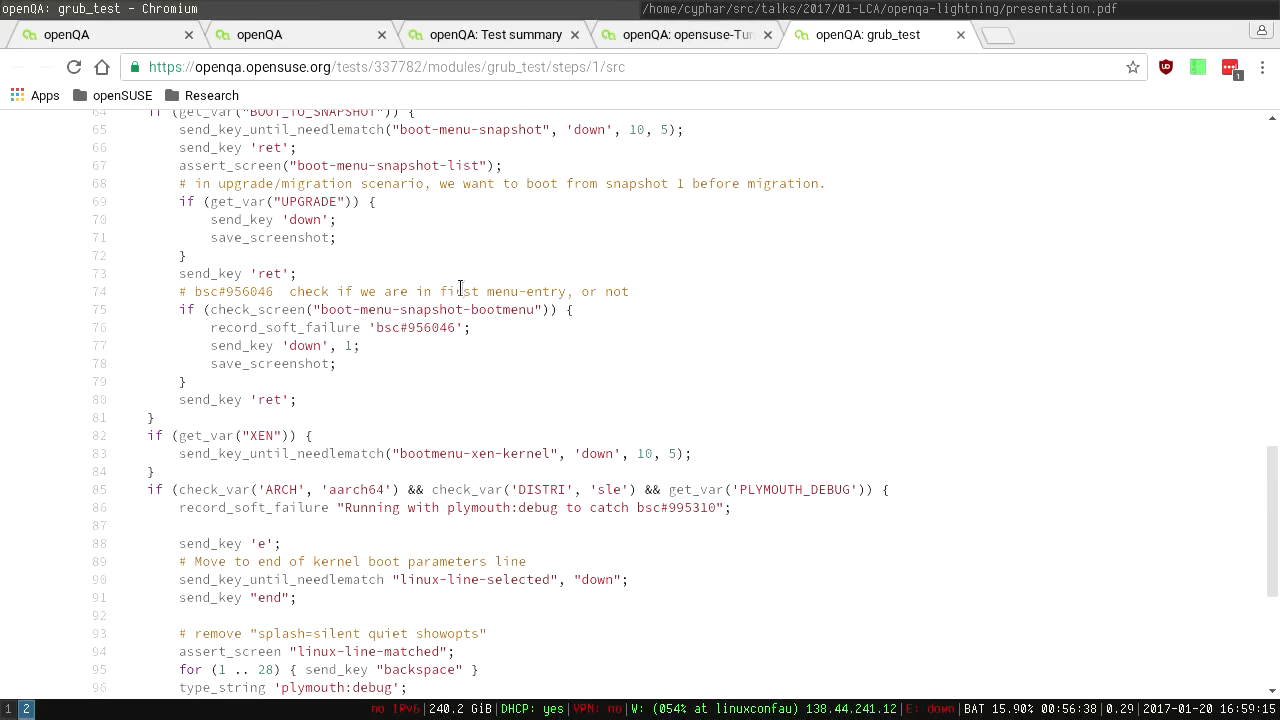 openQA: grub_test - Chromium
/home/cyphar/src/talks/2017/01-LCA/openqa-lightning/presentation.pdf
openQA
openQA
openQA: Test summary
openQA: opensuse-Tur
openQA: grub_test
https://openqa.opensuse.org/tests/337782/modules/grub_test/steps/1/src
1
Apps openSUSE Research
64 if (get_var("BOOT_TO_SNAPSHOT")) {
65 send_key_until_needlematch("boot-menu-snapshot", 'down', 10, 5);
66 send_key 'ret';
67 assert_screen("boot-menu-snapshot-list");
68 # in upgrade/migration scenario, we want to boot from snapshot 1 before migration.
69 if (get_var("UPGRADE")) {
70 send_key 'down';
71 save_screenshot;
72 }
73 send_key 'ret';
74 # bsc#956046  check if we are in first menu-entry, or not
75 if (check_screen("boot-menu-snapshot-bootmenu")) {
76 record_soft_failure 'bsc#956046';
77 send_key 'down', 1;
78 save_screenshot;
79 }
80 send_key 'ret';
81 }
82 if (get_var("XEN")) {
83 send_key_until_needlematch("bootmenu-xen-kernel", 'down', 10, 5);
84 }
85 if (check_var('ARCH', 'aarch64') && check_var('DISTRI', 'sle') && get_var('PLYMOUTH_DEBUG')) {
86 record_soft_failure "Running with plymouth:debug to catch bsc#995310";
87
88 send_key 'e';
89 # Move to end of kernel boot parameters line
90 send_key_until_needlematch "linux-line-selected", "down";
91 send_key "end";
92
93 # remove "splash=silent quiet showopts"
94 assert_screen "linux-line-matched";
95 for (1 .. 28) { send_key "backspace" }
96 type_string 'plymouth:debug';
1 2 no IPv6|240.2 GiB|DHCP: yes|VPN: no|W: (054% at linuxconfau) 138.44.241.12|E: down|BAT 15.90% 00:56:38|0.29|2017-01-20 16:59:15